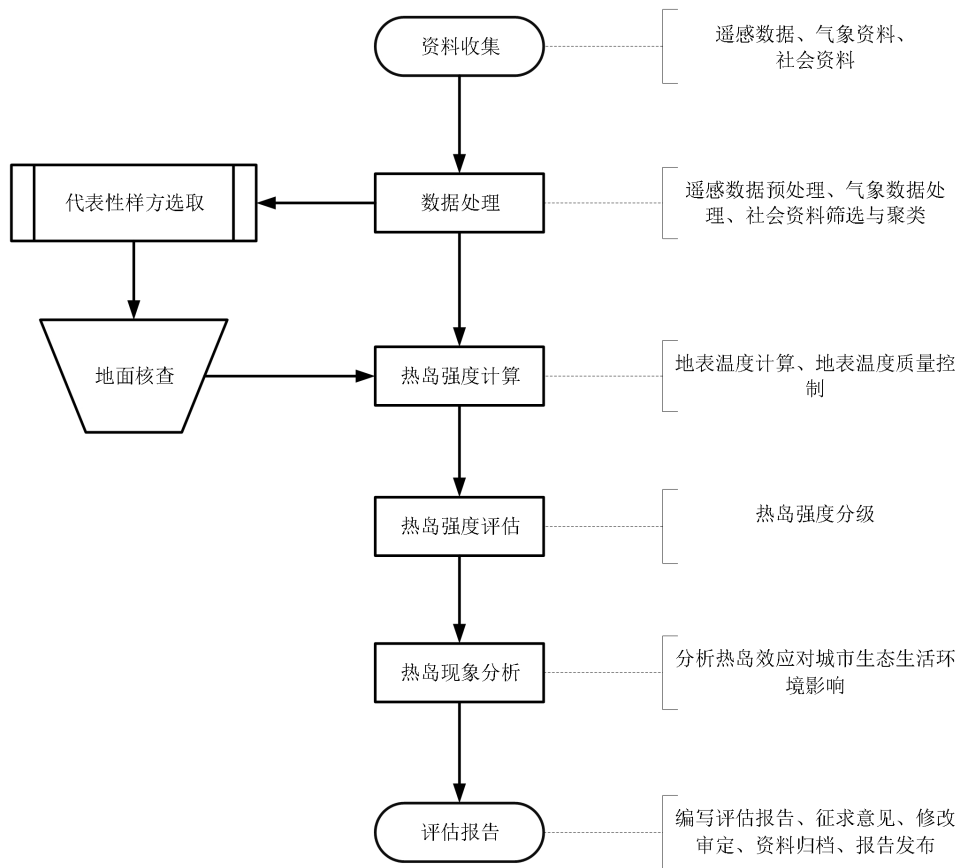 资料收集
遥感数据、气象资料、
社会资料
代表性样方选取
数据处理
遥感数据预处理、气象数据处
理、社会资料筛选与聚类
地面核查
热岛强度计算
地表温度计算、地表温度质量控
制
热岛强度评估
热岛强度分级
热岛现象分析
分析热岛效应对城市生态生活环
境影响
评估报告
编写评估报告、征求意见、修改
审定、资料归档、报告发布